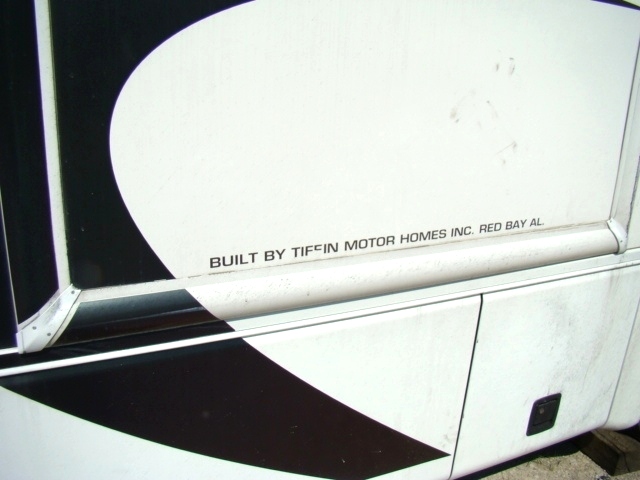 BUILT BY TIFFIN MOTOR HOMES INC. RED BAY AL.